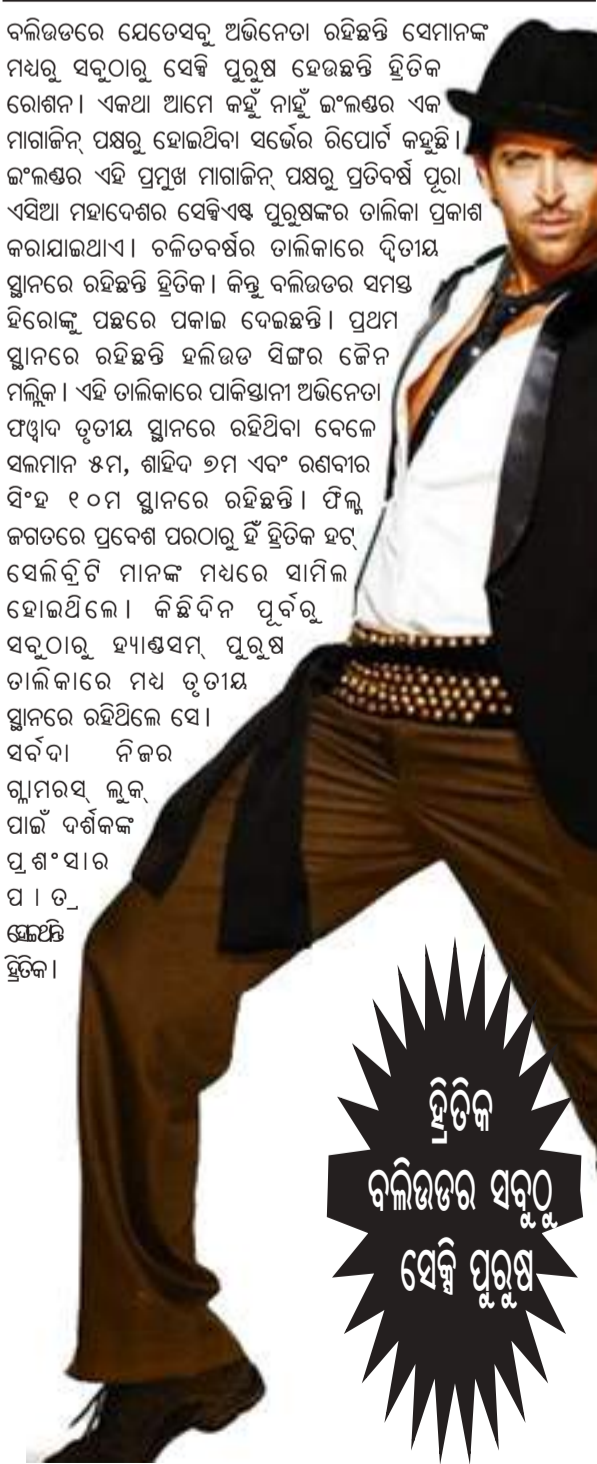 ବଲିଉଡରେ ଯେତେସବୁ ଅଭିନେତା ରହିଛନ୍ତି ସେମାନଙ୍କ
ମଧ୍ୟରୁ ସବୁଠାରୁ ସେକ୍ସି ପୁରୁଷ ହେଉଛନ୍ତି ହ୍ରିତିକ
ରୋଶନ। ଏକଥା ଆମେ କହୁଁ ନାହୁଁ ଇଂଲଣ୍ଡର ଏକ
ମାଗାଜିନ୍ ପକ୍ଷରୁ ହୋଇଥିବା ସର୍ଭେର ରିପୋର୍ଟ କହୁଛି।
ଇଂଲଣ୍ଡର ଏହି ପ୍ରମୁଖ ମାଗାଜିନ୍ ପକ୍ଷରୁ ପ୍ରତିବର୍ଷ ପୂରା
ଏସିଆ ମହାଦେଶର ସେକ୍ସିଏଷ୍ଟ ପୁରୁଷଙ୍କର ତାଲିକା ପ୍ରକାଶ
କରାଯାଇଥାଏ। ଚଳିତବର୍ଷର ତାଲିକାରେ ଦ୍ୱିତୀୟ
ସ୍ଥାନରେ ରହିଛନ୍ତି ହ୍ରିତିକ। କିନ୍ତୁ ବଲିଉଡର ସମସ୍ତ
ହିରୋଙ୍କୁ ପଛରେ ପକାଇ ଦେଇଛନ୍ତି। ପ୍ରଥମ
ସ୍ଥାନରେ ରହିଛନ୍ତି ହଲିଉଡ ସିଙ୍ଗର ଜୈନ
ମଲ୍ଲିକ। ଏହି ତାଲିକାରେ ପାକିସ୍ତାନୀ ଅଭିନେତା
ଫୱାଦ ତୃତୀୟ ସ୍ଥାନରେ ରହିଥିବା ବେଳେ
ସଲମାନ ୫ମ, ଶାହିଦ ୭ମ ଏବଂ ରଣବୀର
ସିଂହ ୧୦ମ ସ୍ଥାନରେ ରହିଛନ୍ତି। ଫିଲ୍ମ
ଜଗତରେ ପ୍ରବେଶ ପରଠାରୁ ହିଁ ହ୍ରିତିକ ହଟ୍
ସେଲିବ୍ରିଟି ମାନଙ୍କ ମଧ୍ୟରେ ସାମିଲ
ହୋଇଥିଲେ। କିଛିଦିନ ପୂର୍ବରୁ
ସବୁଠାରୁ ହ୍ୟାଣ୍ଡସମ୍ ପୁରୁଷ
ତାଲିକାରେ ମଧ୍ୟ ତୃତୀୟ
ସ୍ଥାନରେ ରହିଥିଲେ ସେ।
ସର୍ବଦା ନିଜର
ଗ୍ଳାମରସ୍ ଲୁକ୍
ପାଇଁ ଦର୍ଶକଙ୍କ
ପ୍ରଶଂସାର
ପାତ୍ର
ହୋଇଛନ୍ତି
ହ୍ରିତିକ।
ହ୍ରିତିକ
ବଲିଉଡର ସବୁଠୁ
ସେକ୍ସି ପୁରୁଷ